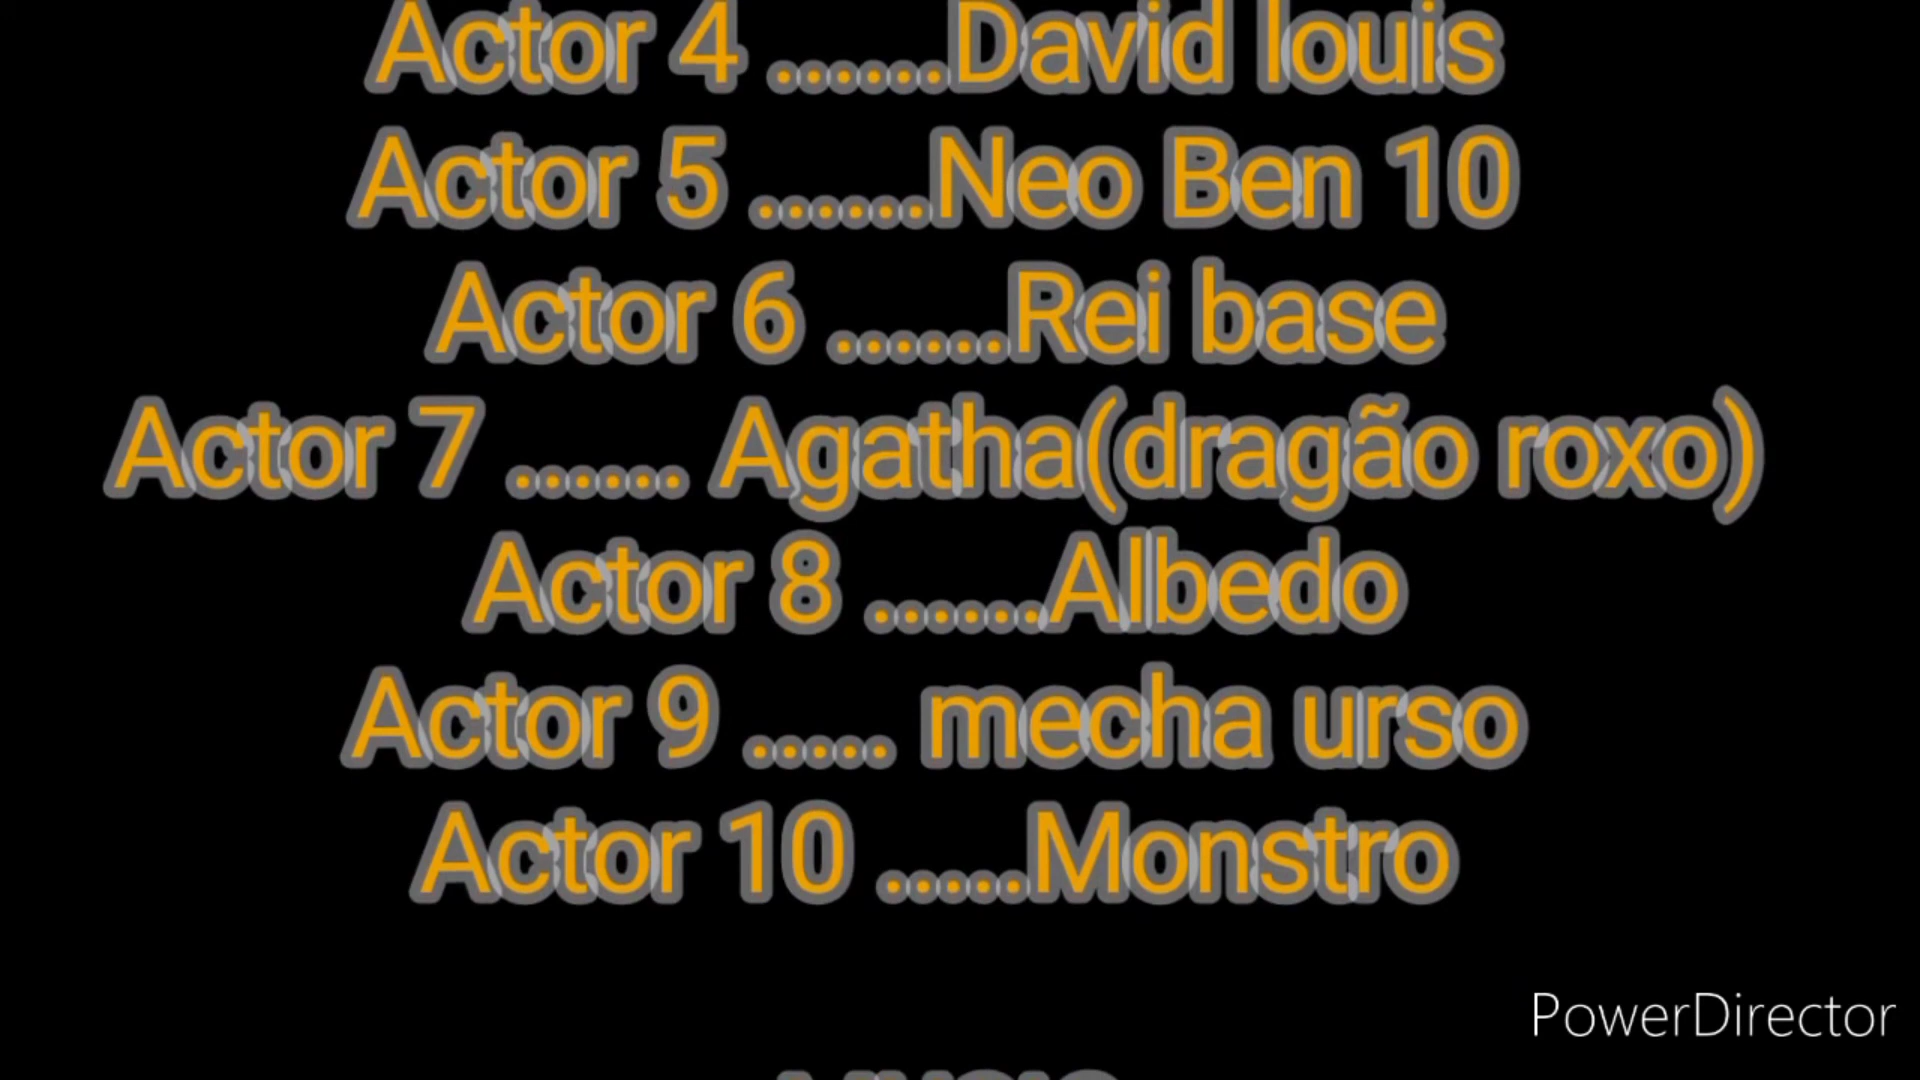 Actor 4 .......David louis
Actor 5 .......Neo Ben 10
Actor 6 .......Rei base
Actor 7 ...... Agatha(dragão roxo)
Actor 8 .......Albedo
Actor 9 ..... mecha urso
Actor 10 ......Monstro
PowerDirector